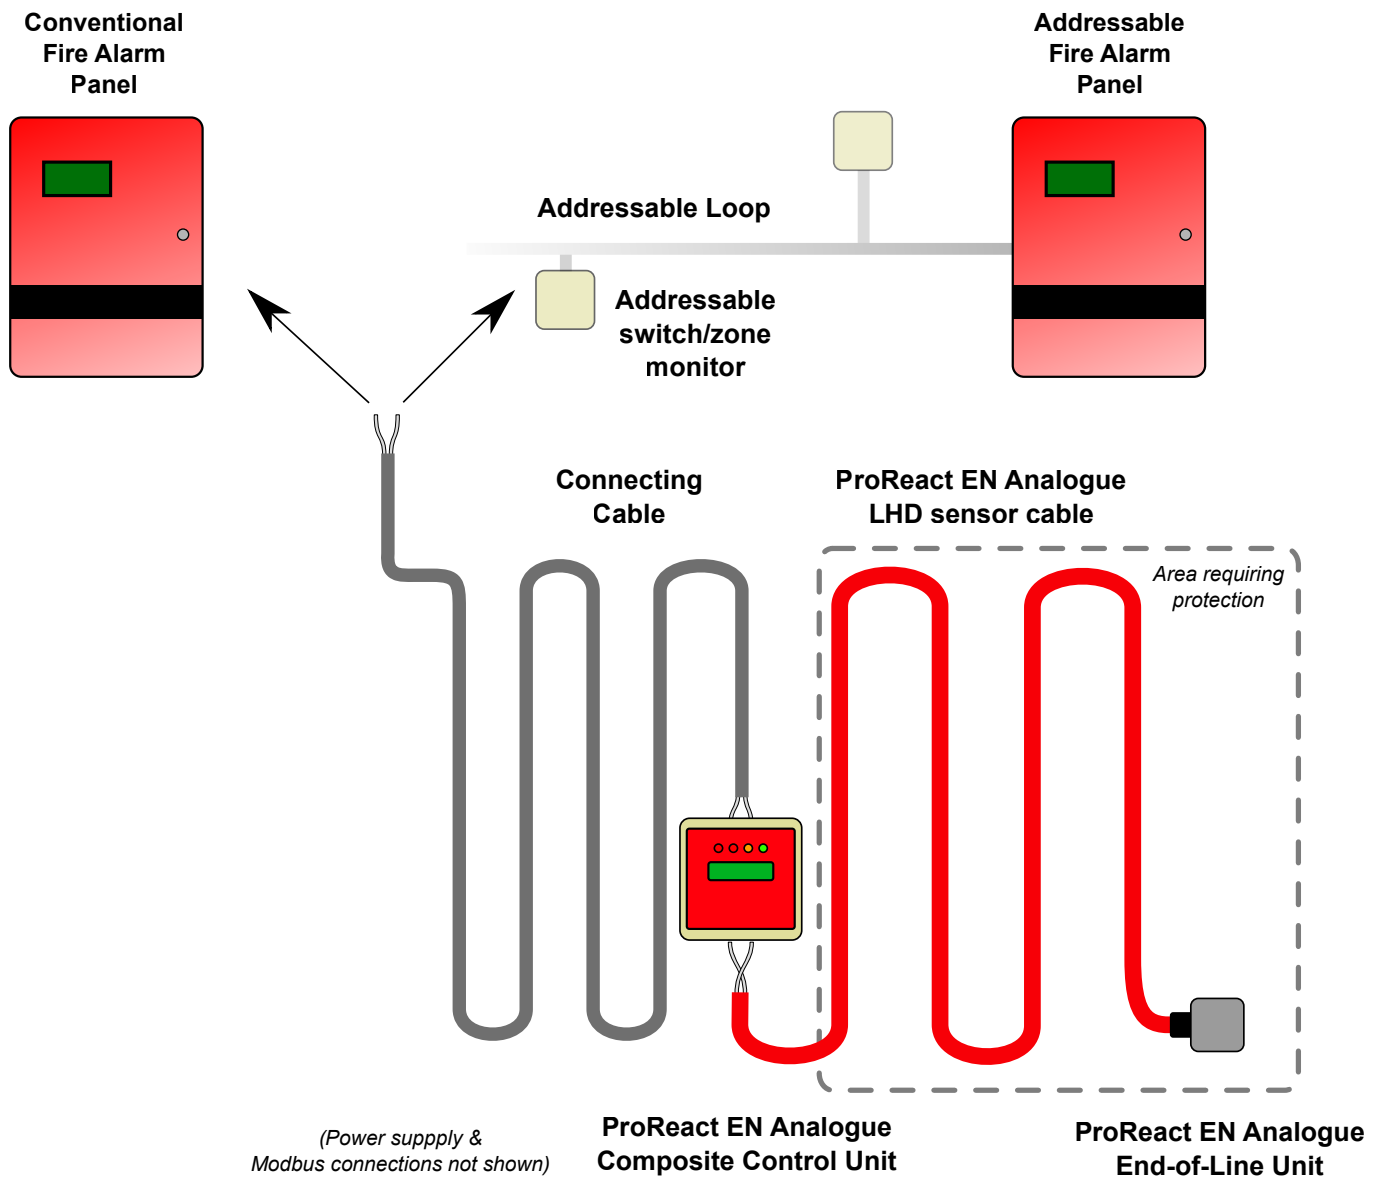 Conventional
Fire Alarm
Panel
Addressable
Fire Alarm
Panel
Addressable Loop
Addressable
switch/zone
monitor
Connecting
Cable
ProReact EN Analogue
LHD sensor cable
Area requiring
protection
(Power suppply &
Modbus connections not shown)
ProReact EN Analogue
Composite Control Unit
ProReact EN Analogue
End-of-Line Unit